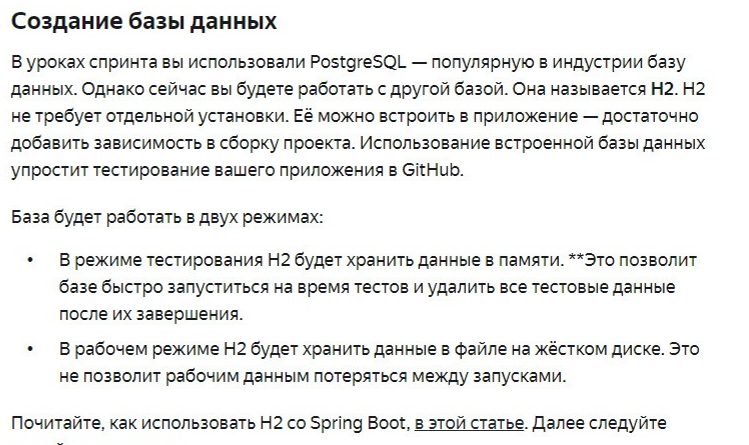 Создание базы данных
В уроках спринта вы использовали PostgreSQL — популярную в индустрии базу
данных. Однако сейчас вы будете работать с другой базой. Она называется H2. H2
не требует отдельной установки. Её можно встроить в приложение — достаточно
добавить зависимость в сборку проекта. Использование встроенной базы данных
упростит тестирование вашего приложения в GitHub.
База будет работать в двух режимах:
• В режиме тестирования H2 будет хранить данные в памяти. **Это позволит
базе быстро запуститься на время тестов и удалить все тестовые данные
после их завершения.
• В рабочем режиме H2 будет хранить данные в файле на жёстком диске. Это
не позволит рабочим данным потеряться между запусками.
Почитайте, как использовать H2 со Spring Boot, в этой статье. Далее следуйте